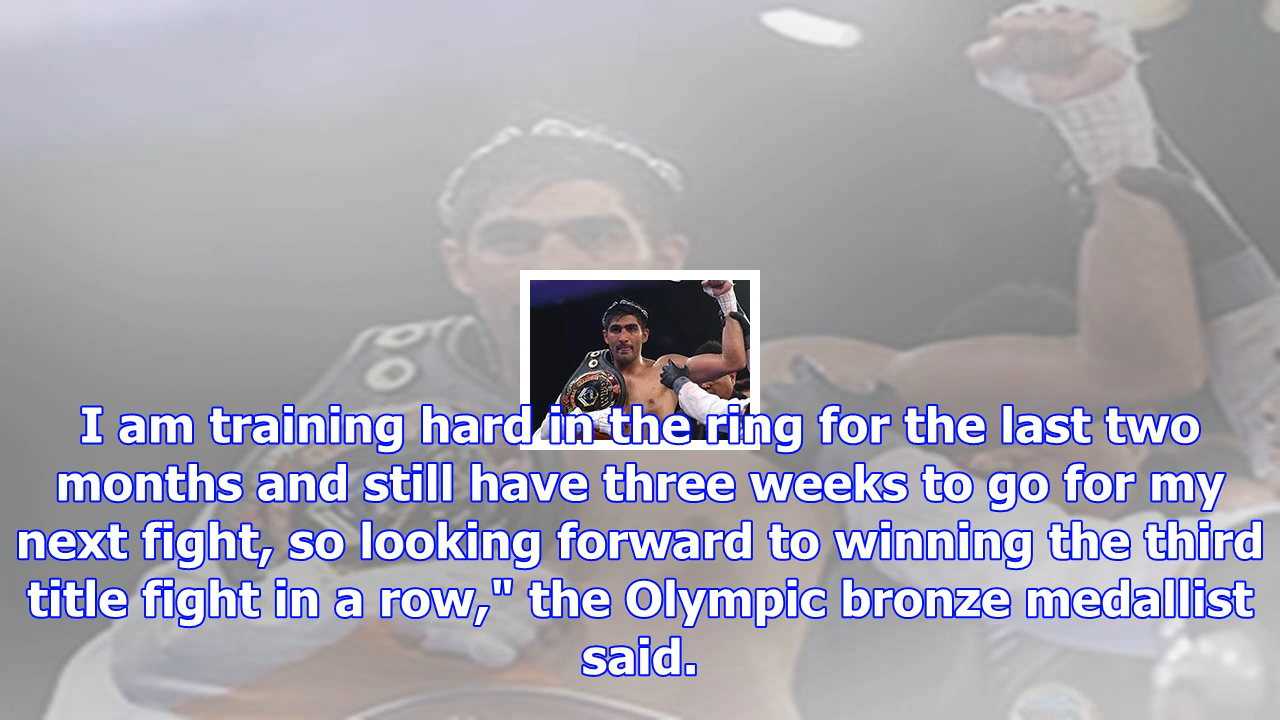 I am training hard in the ring for the last two
months and still have three weeks to go for my
next fight, so looking forward to winning the third
title fight in a row," the Olympic bronze medallist
said.